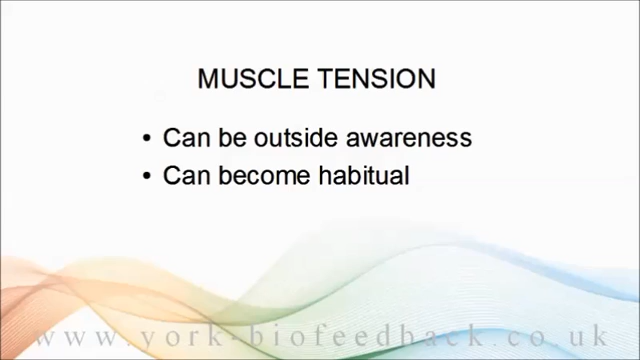 MUSCLE TENSION
• Can be outside awareness
• Can become habitual
www.york-biofeedback.co.uk